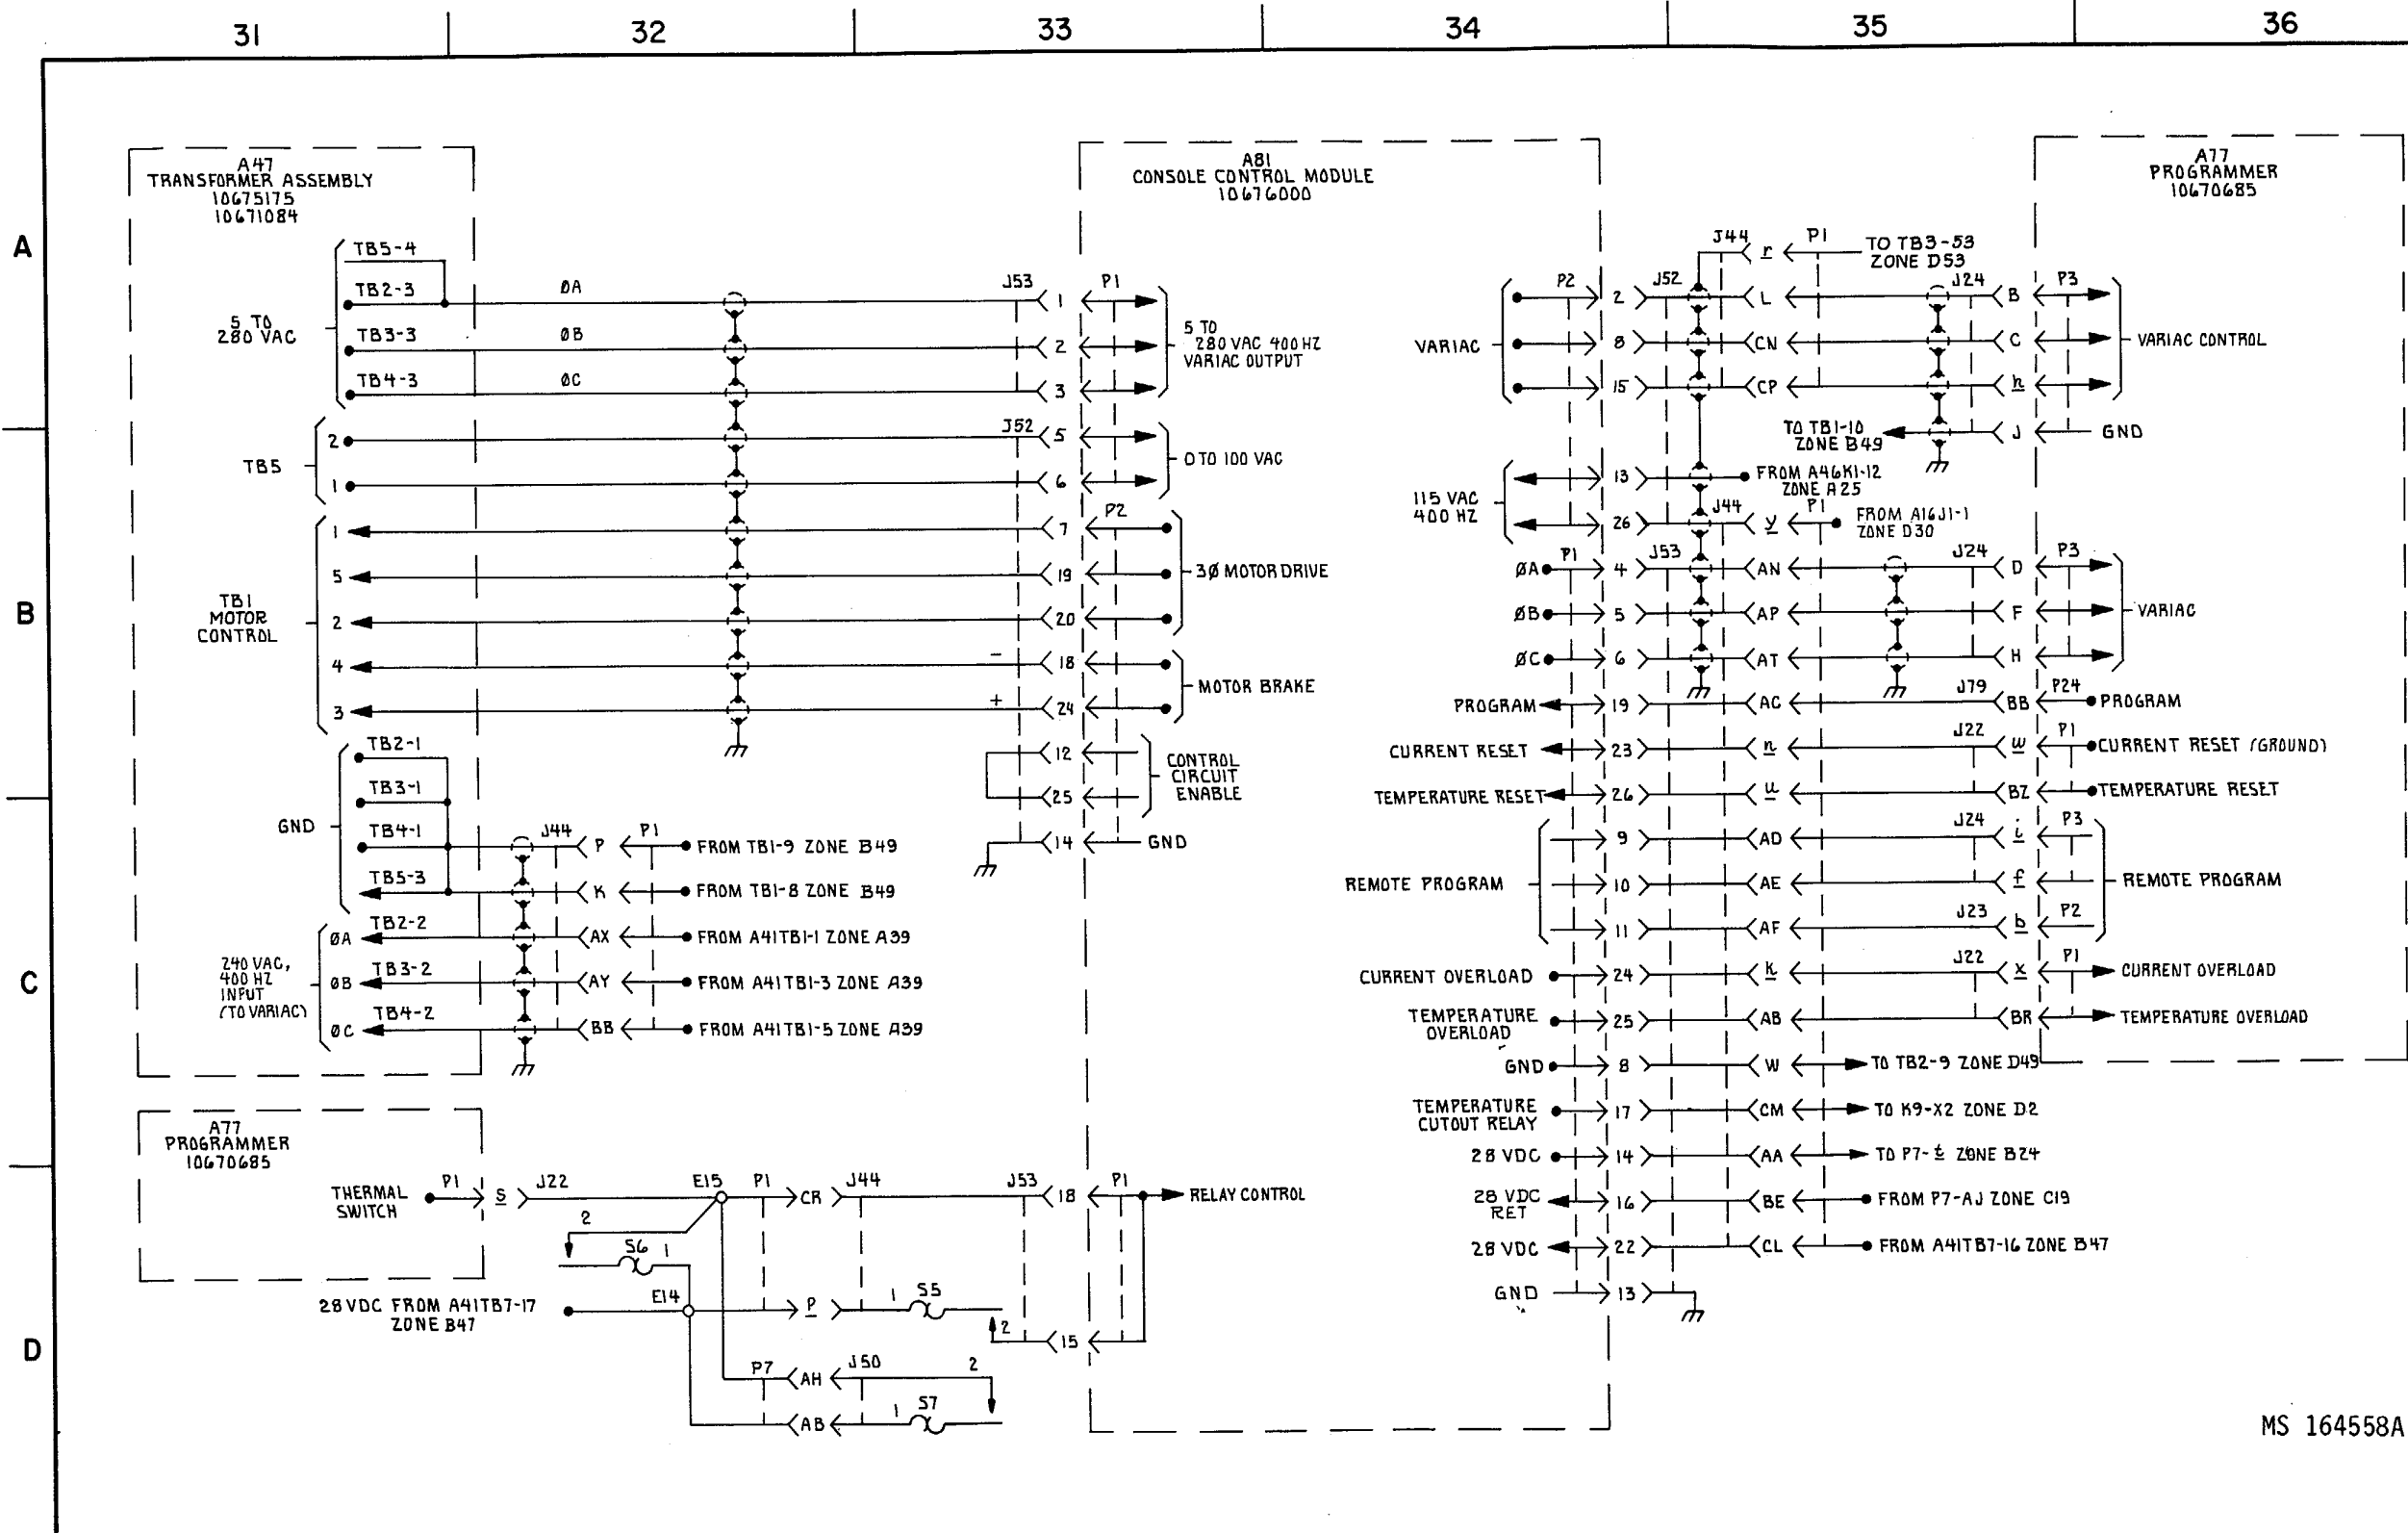 31 32 33 34 35 36
A
B
C
D
A47
TRANSFORMER ASSEMBLY
10675175
10671084
5 TO
280 VAC
TB5-4
TB2-3
TB3-3
TB4-3
ØA
ØB
ØC
TB5
2
1
TB1
MOTOR
CONTROL
1
5
2
4
3
-
+
GND
TB2-1
TB3-1
TB4-1
TB5-3
240 VAC,
400 HZ
INPUT
(TO VARIAC)
ØA TB2-2
ØB TB3-2
ØC TB4-2
J44 P1
P FROM TB1-9 ZONE B49
K FROM TB1-8 ZONE B49
AX FROM A41TB1-1 ZONE A39
AY FROM A41TB1-3 ZONE A39
BB FROM A41TB1-5 ZONE A39
A77
PROGRAMMER
10670685
THERMAL
SWITCH
P1 s J22
E15 P1 CR J44 J53 18 P1 RELAY CONTROL
2
S6 1
28 VDC FROM A41TB7-17
ZONE B47
E14 P 1 S5
2 15
P7 AH J50 2
AB 1 S7
A81
CONSOLE CONTROL MODULE
10676000
J53 1 P1
2
3
5 TO
280 VAC 400 HZ
VARIAC OUTPUT
J52 5
6
0 TO 100 VAC
7 P2
19
20
3Ø MOTOR DRIVE
18
24
MOTOR BRAKE
12
25
CONTROL
CIRCUIT
ENABLE
14 GND
J44 r P1 TO TB3-53
ZONE D53
VARIAC
P2 2 J52 L J24 B P3
8 CN C
15 CP h
VARIAC CONTROL
TO TB1-10
ZONE B49
J GND
115 VAC
400 HZ
13 FROM A46K1-12
ZONE A25
26 J44 y P1 FROM A16J1-1
ZONE D30
ØA P1 4 J53 AN J24 D P3
ØB 5 AP F
ØC 6 AT H
VARIAC
PROGRAM 19 AC J79 BB P24 PROGRAM
CURRENT RESET 23 n J22 w P1 CURRENT RESET (GROUND)
TEMPERATURE RESET 26 u BZ TEMPERATURE RESET
REMOTE PROGRAM
9 AD J24 i P3
10 AE f
11 AF J23 b P2
REMOTE PROGRAM
CURRENT OVERLOAD 24 k J22 x P1 CURRENT OVERLOAD
TEMPERATURE
OVERLOAD
25 AB BR TEMPERATURE OVERLOAD
GND 8 W TO TB2-9 ZONE D49
TEMPERATURE
CUTOUT RELAY
17 CM TO K9-X2 ZONE D2
28 VDC 14 AA TO P7-t ZONE B24
28 VDC
RET
16 BE FROM P7-AJ ZONE C19
28 VDC 22 CL FROM A41TB7-16 ZONE B47
GND 13
A77
PROGRAMMER
10670685
MS 164558A